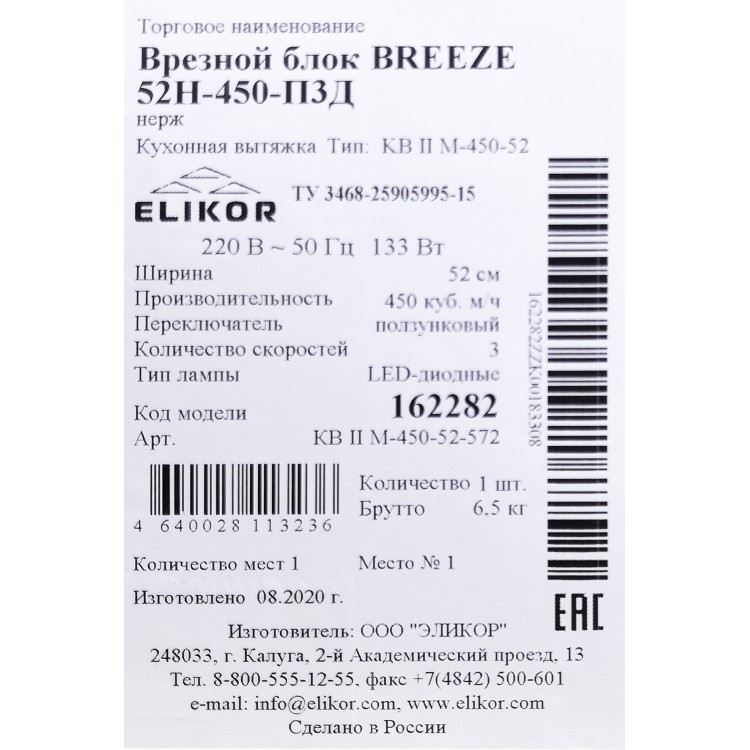 Торговое наименование
Врезной блок BREEZE
52Н-450-П3Д
нерж
Кухонная вытяжка Тип: КВ II М-450-52
ELIKOR
ТУ 3468-25905995-15
220 В ~ 50 Гц 133 Вт
Ширина 52 см
Производительность 450 куб. м/ч
Переключатель ползунковый
Количество скоростей 3
Тип лампы LED-диодные
Код модели 162282
Арт. КВ II М-450-52-572
162282ZZK00183308
Количество 1 шт.
Брутто 6,5 кг
4 640028 113236
Количество мест 1 Место № 1
Изготовлено 08.2020 г.
EAC
Изготовитель: ООО "ЭЛИКОР"
248033, г. Калуга, 2-й Академический проезд, 13
Тел. 8-800-555-12-55, факс +7(4842) 500-601
e-mail: info@elikor.com, www.elikor.com
Сделано в России